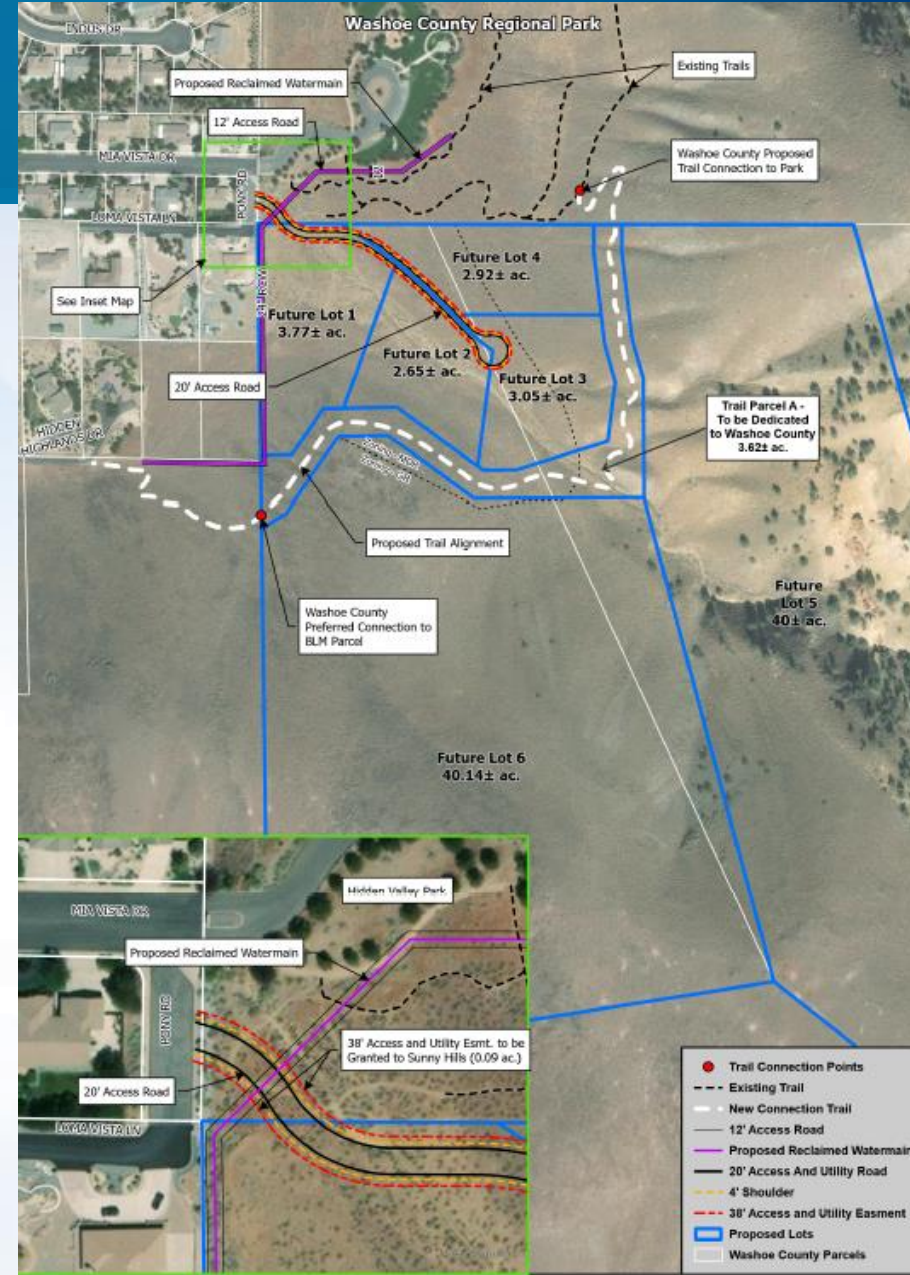 Washoe County Regional Park
INDUS DR
Existing Trails
Proposed Reclaimed Watermain
12' Access Road
MIA VISTA DR
Washoe County Proposed
Trail Connection to Park
PONY RD
LOMA VISTA LN
Future Lot 4
2.92± ac.
See Inset Map
Future Lot 1
3.77± ac.
Future Lot 2
2.65± ac.
20' Access Road
Future Lot 3
3.05± ac.
Trail Parcel A -
To be Dedicated
to Washoe County
3.62± ac.
HIDDEN
HIGHLANDS DR
Proposed Trail Alignment
Future
Lot 5
40± ac.
Washoe County
Preferred Connection to
BLM Parcel
Future Lot 6
40.14± ac.
Hidden Valley Park
MIA VISTA DR
Proposed Reclaimed Watermain
PONY RD
38' Access and Utility Esmt. to be
Granted to Sunny Hills (0.09 ac.)
20' Access Road
LOMA VISTA LN
Trail Connection Points
Existing Trail
New Connection Trail
12' Access Road
Proposed Reclaimed Watermain
20' Access And Utility Road
4' Shoulder
38' Access and Utility Easment
Proposed Lots
Washoe County Parcels